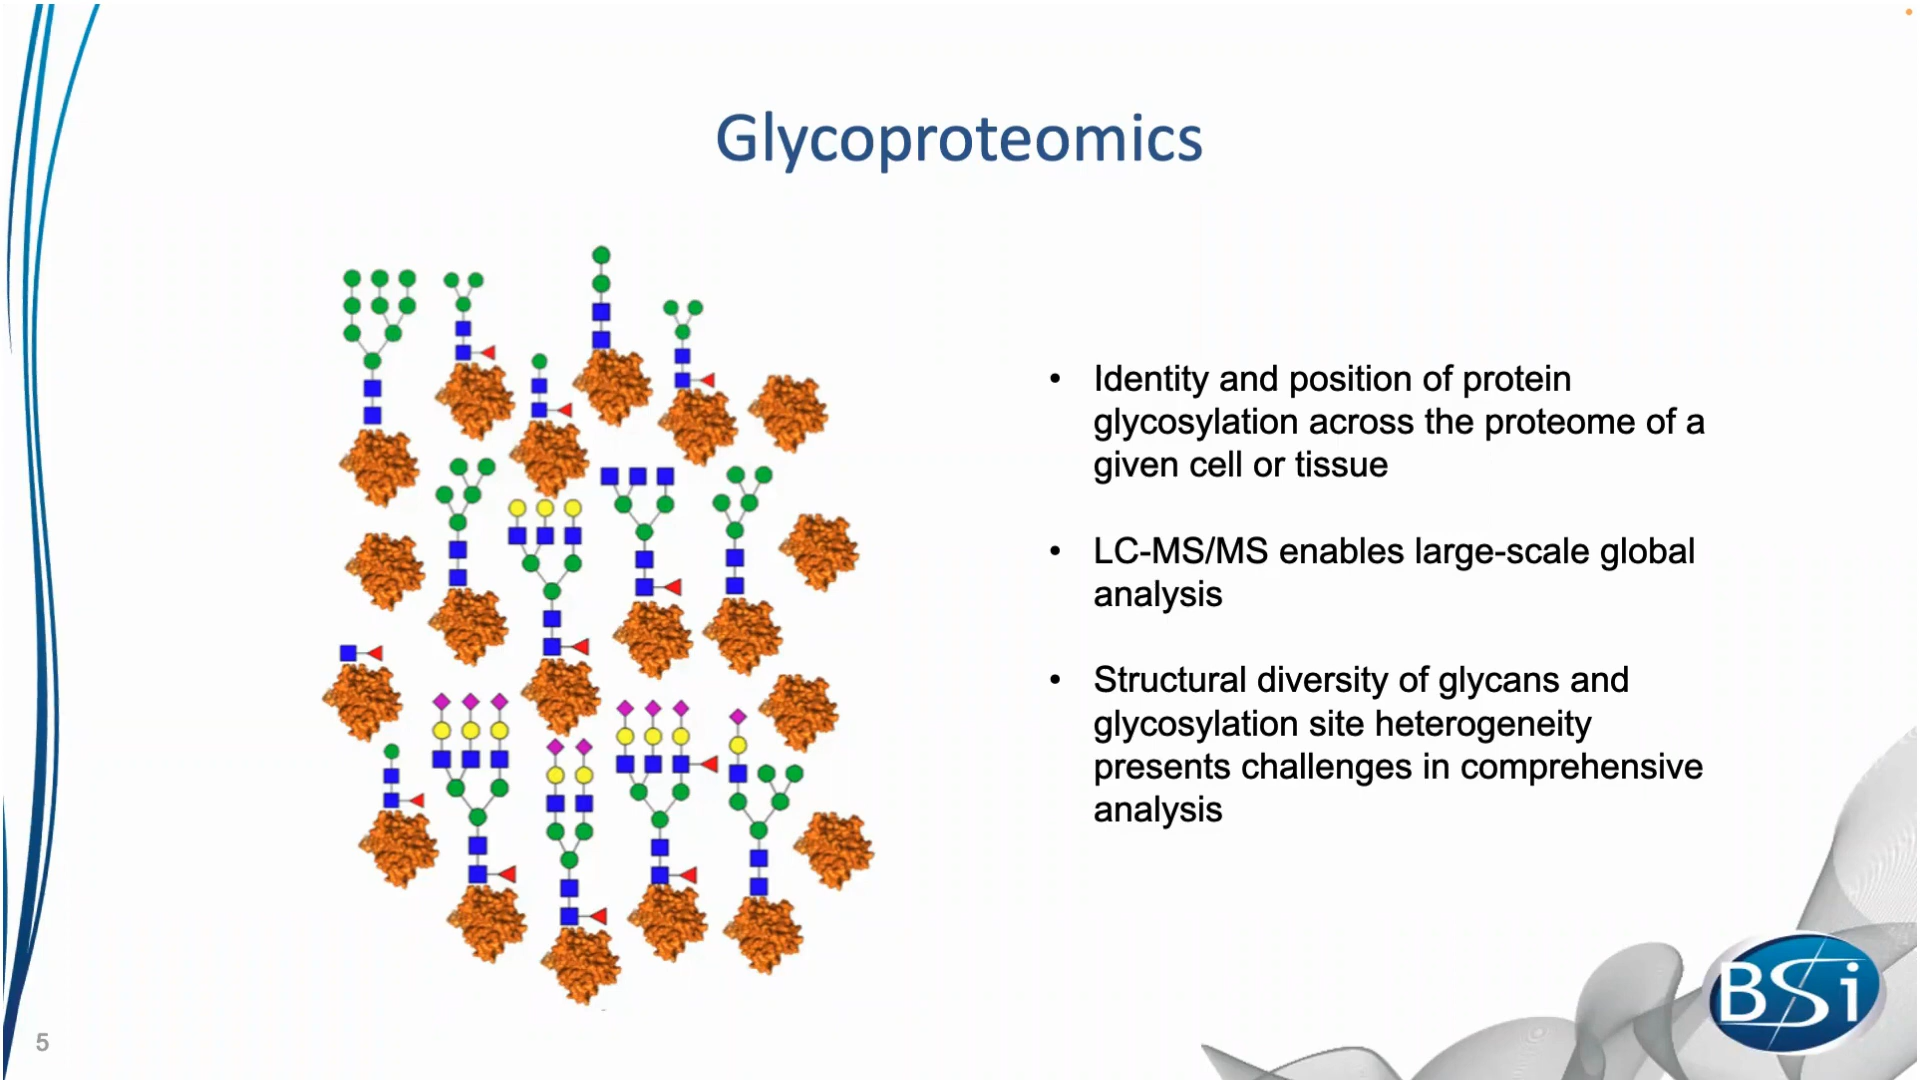 Glycoproteomics
• Identity and position of protein
glycosylation across the proteome of a
given cell or tissue
• LC-MS/MS enables large-scale global
analysis
• Structural diversity of glycans and
glycosylation site heterogeneity
presents challenges in comprehensive
analysis
BSi
5